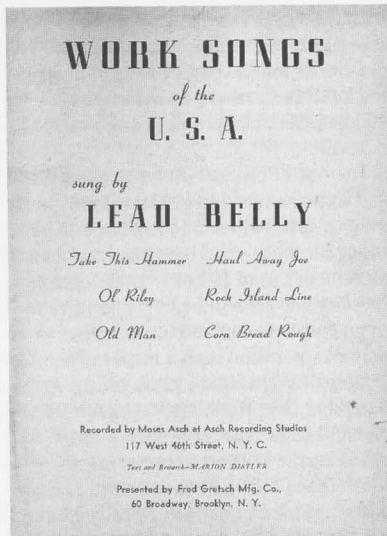 WORK SONGS
of the
U. S. A.
sung by
LEAD BELLY
Take This Hammer Haul Away Joe
Ol' Riley Rock Island Line
Old Man Corn Bread Rough
Recorded by Moses Asch at Asch Recording Studios
117 West 46th Street, N. Y. C.
Text and Research—MARION DISTLER
Presented by Fred Gretsch Mfg. Co.,
60 Broadway, Brooklyn, N. Y.